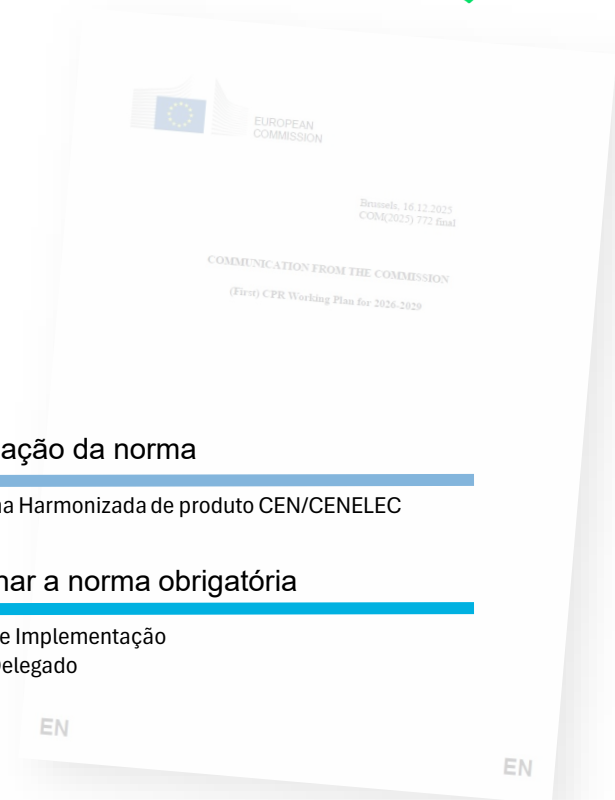 EUROPEAN
COMMISSION
Brussels, 16.12.2025
COM(2025) 772 final
COMMUNICATION FROM THE COMMISSION
(First) CPR Working Plan for 2026-2029
ação da norma
a Harmonizada de produto CEN/CENELEC
nar a norma obrigatória
e Implementação
elegado
EN
EN